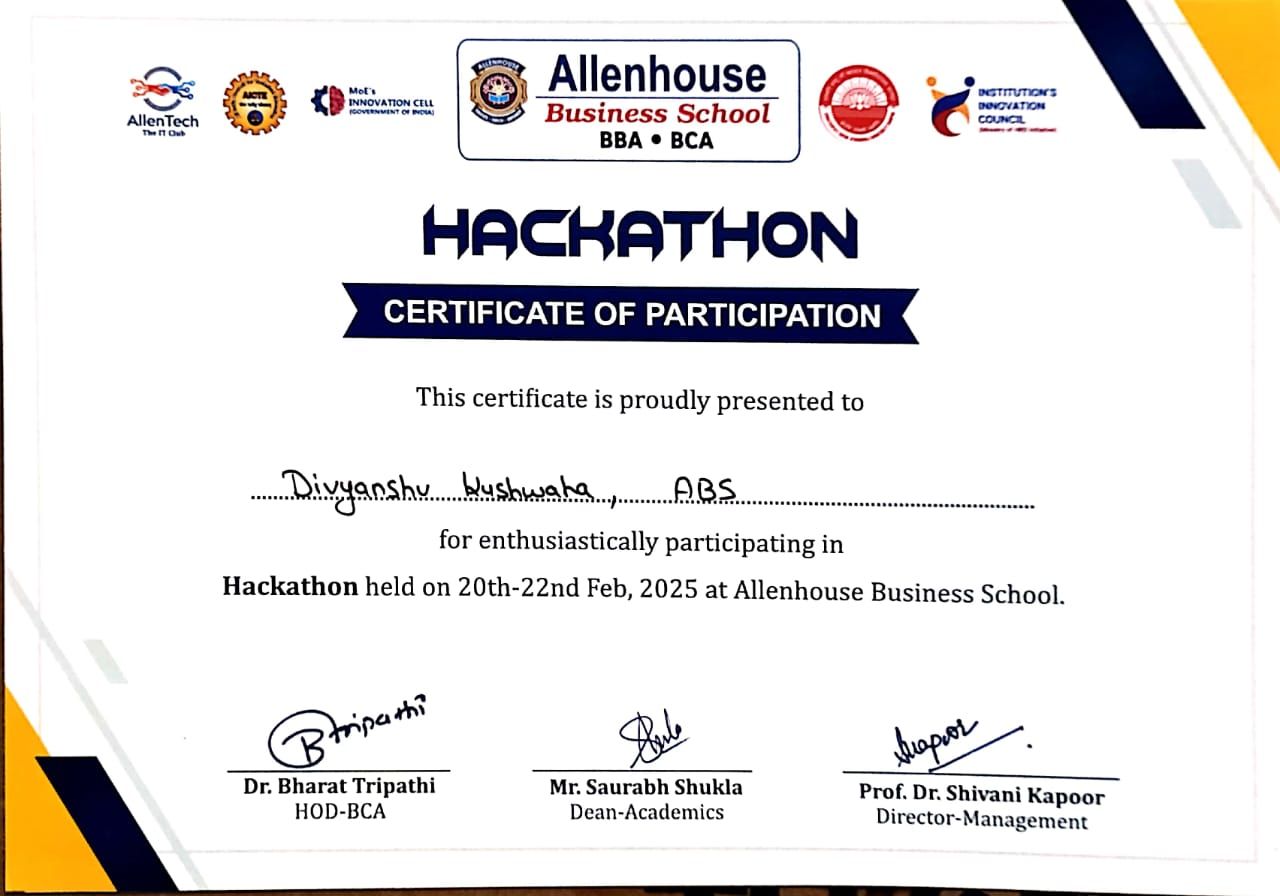 AllenTech
The IT Club
AICTE
MoE's
INNOVATION CELL
(GOVERNMENT OF INDIA)
ALLENHOUSE
Allenhouse
Business School
BBA • BCA
INSTITUTION'S
INNOVATION
COUNCIL
HACKATHON
CERTIFICATE OF PARTICIPATION
This certificate is proudly presented to
Divyanshu Kushwaha, ABS
for enthusiastically participating in
Hackathon held on 20th-22nd Feb, 2025 at Allenhouse Business School.
Btripathi
Dr. Bharat Tripathi
HOD-BCA
Mr. Saurabh Shukla
Dean-Academics
Skapoor
Prof. Dr. Shivani Kapoor
Director-Management